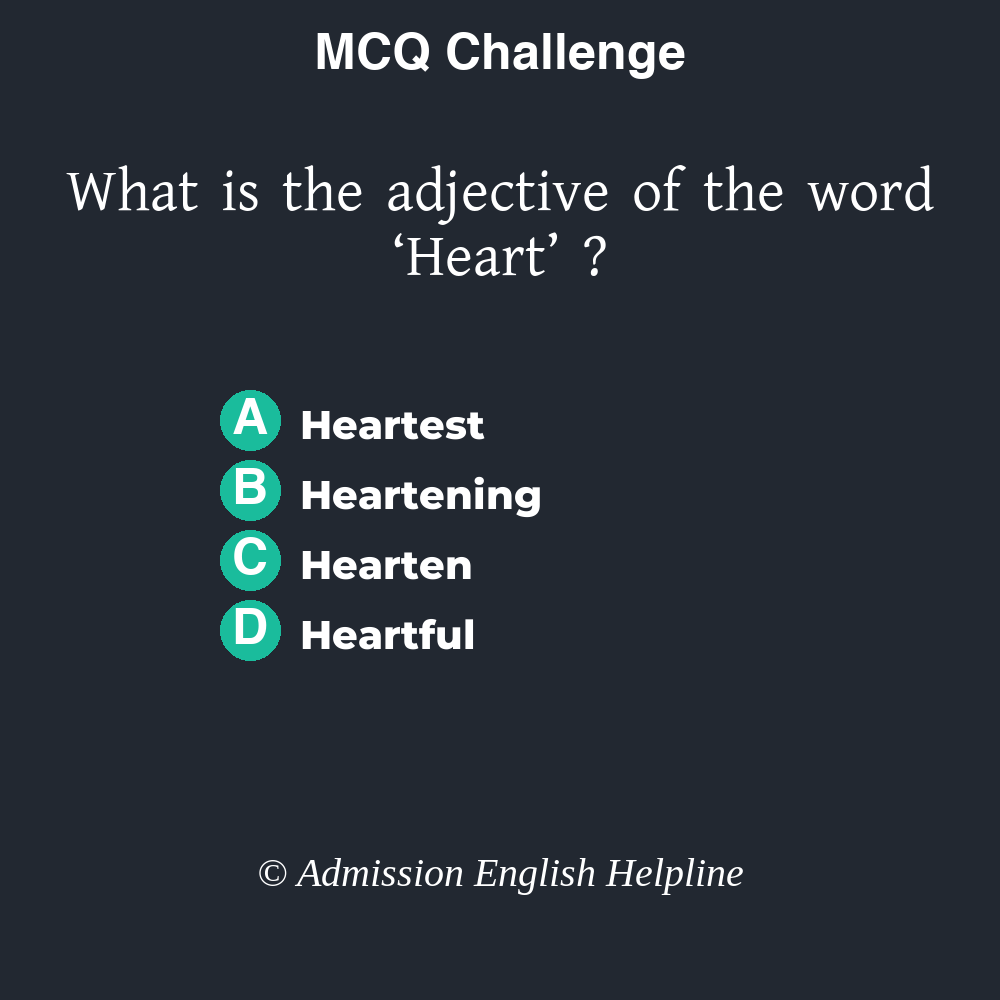 MCQ Challenge
What is the adjective of the word
‘Heart’ ?
A Heartest
B Heartening
C Hearten
D Heartful
© Admission English Helpline